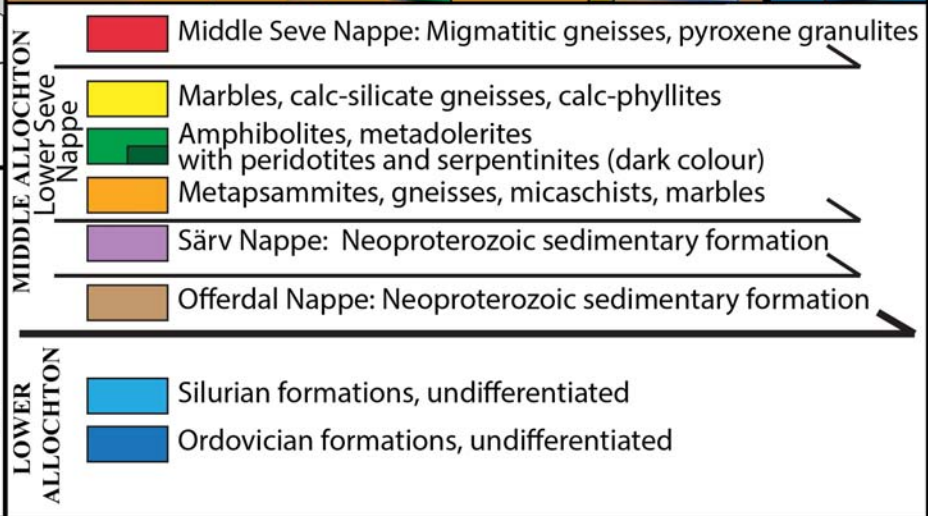 MIDDLE ALLOCHTON
Middle Seve Nappe: Migmatitic gneisses, pyroxene granulites
Lower Seve
Nappe
Marbles, calc-silicate gneisses, calc-phyllites
Amphibolites, metadolerites
with peridotites and serpentinites (dark colour)
Metapsammites, gneisses, micaschists, marbles
Särv Nappe: Neoproterozoic sedimentary formation
Offerdal Nappe: Neoproterozoic sedimentary formation
LOWER
ALLOCHTON
Silurian formations, undifferentiated
Ordovician formations, undifferentiated